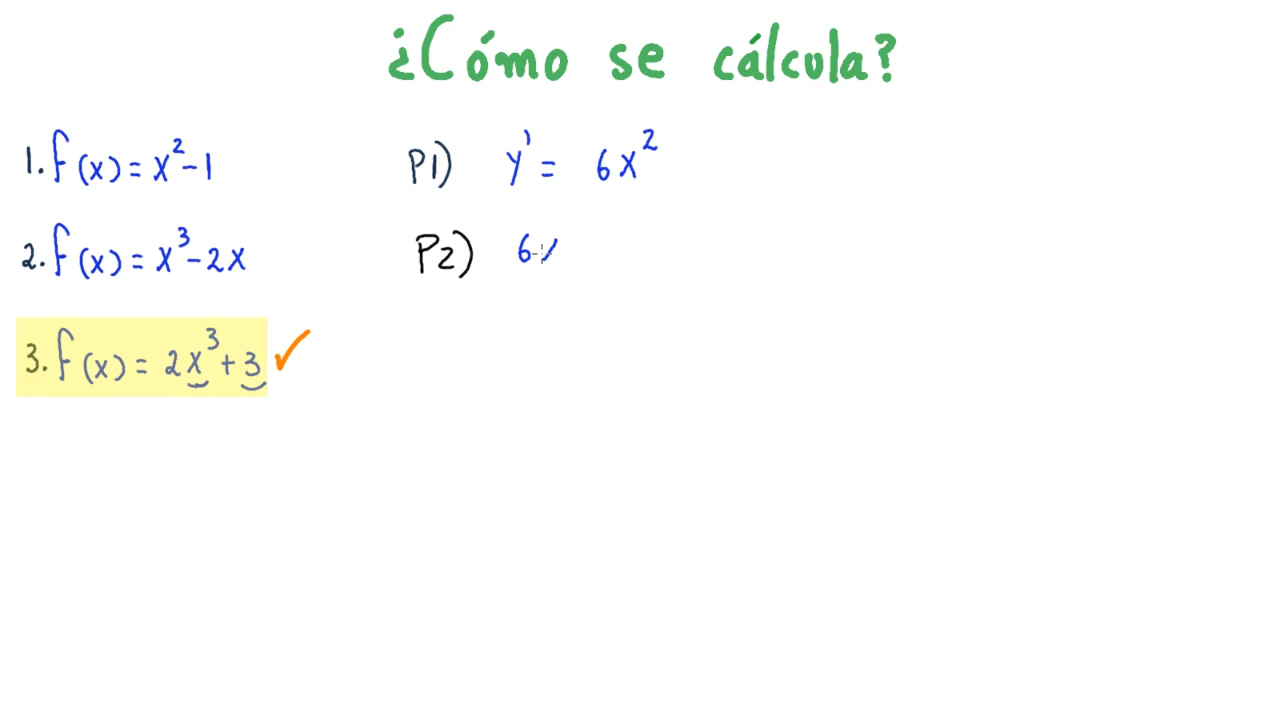 ¿Cómo se cálcula?
1. f(x) = x² - 1
2. f(x) = x³ - 2x
3. f(x) = 2x³ + 3 ✓
P1) y' = 6x²
P2) 6